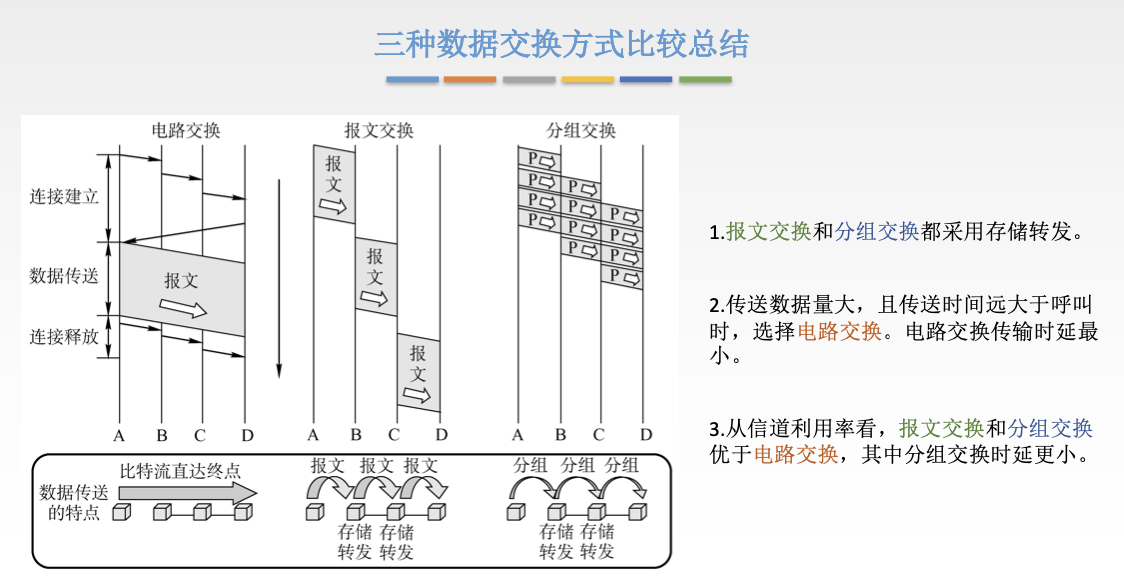 三种数据交换方式比较总结
电路交换
报文交换
分组交换
连接建立
数据传送
连接释放
报文
报
文
报
文
报
文
P
P P
P P P
P P P
P P
P
A B C D
A B C D
A B C D
数据传送
的特点
比特流直达终点
报文 报文 报文
存储 存储
转发 转发
分组 分组 分组
存储 存储
转发 转发
1.报文交换和分组交换都采用存储转发。
2.传送数据量大，且传送时间远大于呼叫
时，选择电路交换。电路交换传输时延最
小。
3.从信道利用率看，报文交换和分组交换
优于电路交换，其中分组交换时延更小。